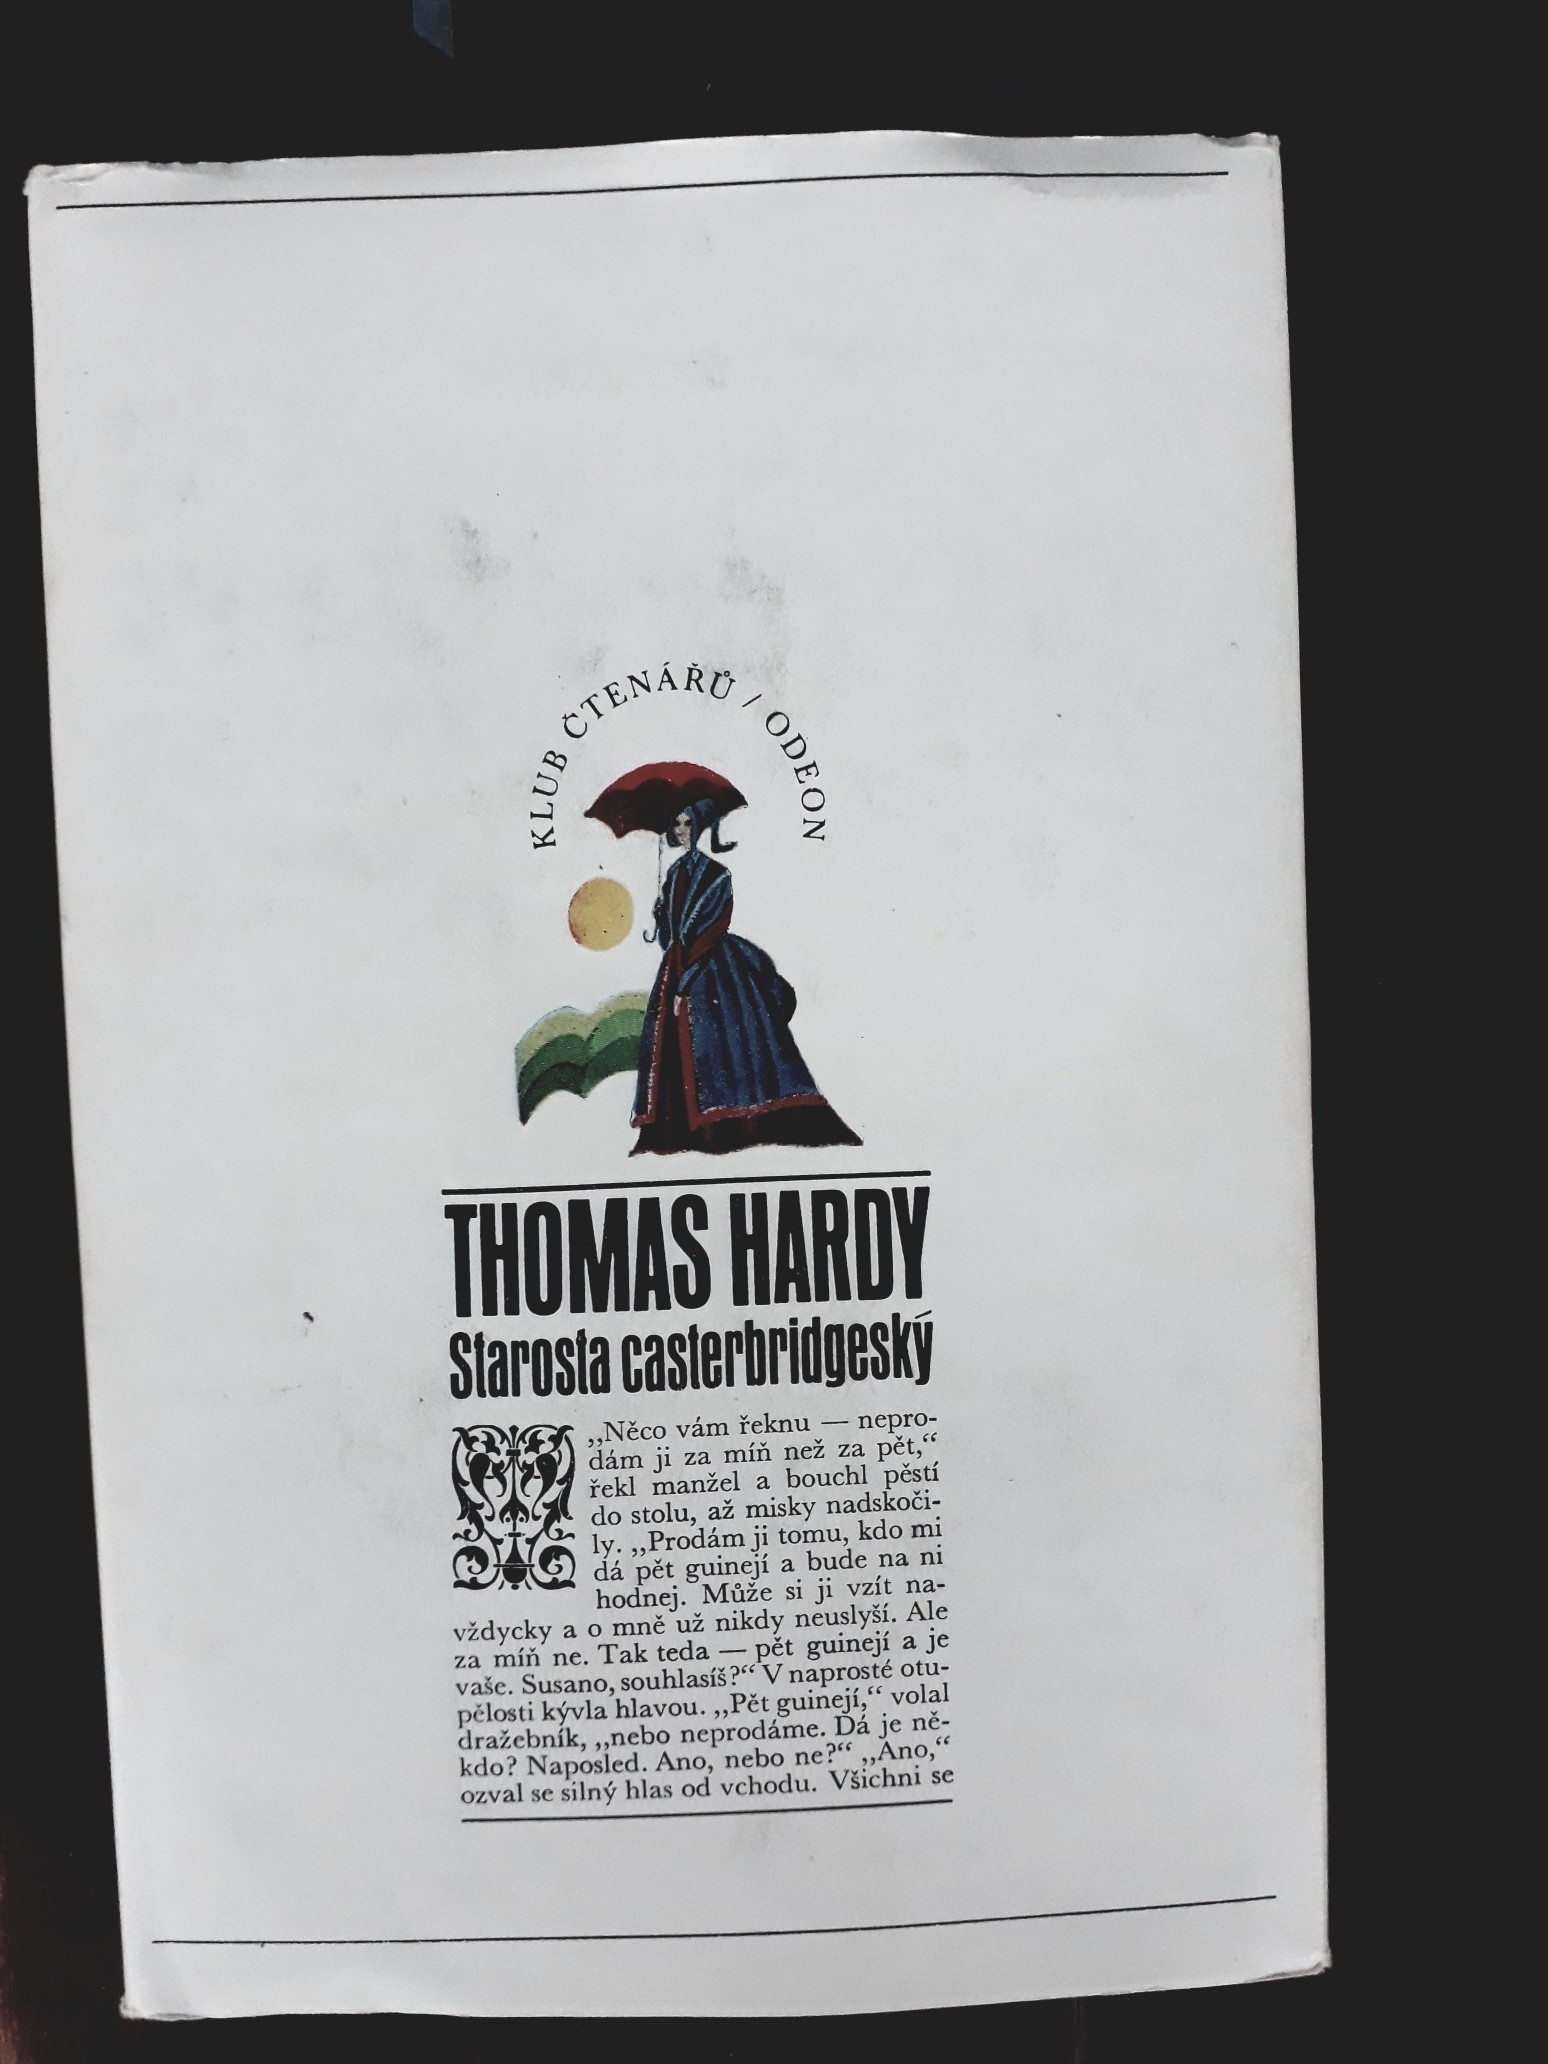 KLUB ČTENÁŘŮ / ODEON
THOMAS HARDY
Starosta casterbridgeský
„Něco vám řeknu — nepro-
dám ji za míň než za pět,“
řekl manžel a bouchl pěstí
do stolu, až misky nadskoči-
ly. „Prodám ji tomu, kdo mi
dá pět guinejí a bude na ni
hodnej. Může si ji vzít na-
vždycky a o mně už nikdy neuslyší. Ale
za míň ne. Tak teda — pět guinejí a je
vaše. Susano, souhlasíš?“ V naprosté otu-
pělosti kývla hlavou. „Pět guinejí,“ volal
dražebník, „nebo neprodáme. Dá je ně-
kdo? Naposled. Ano, nebo ne?“ „Ano,“
ozval se silný hlas od vchodu. Všichni se